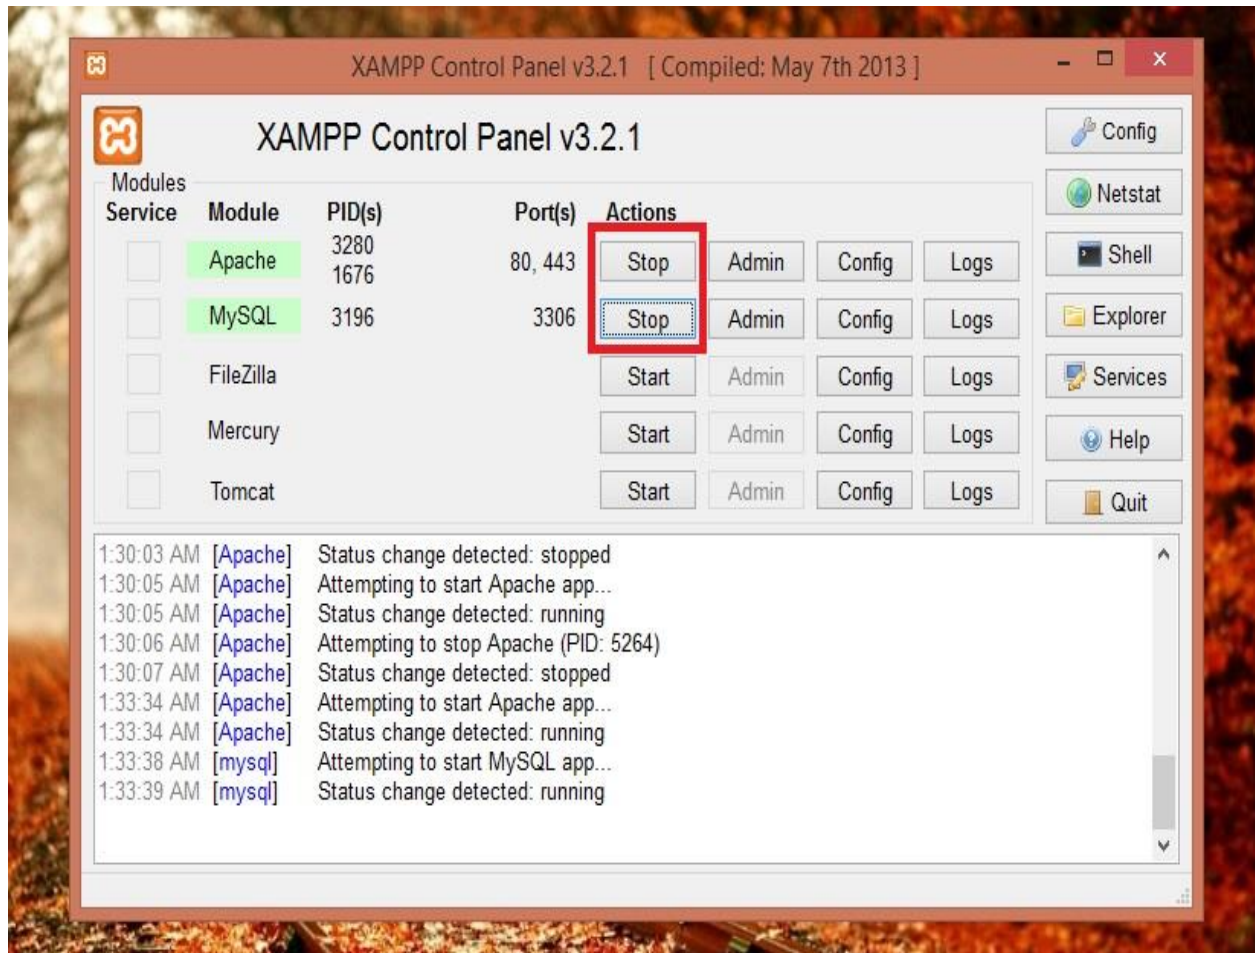 XAMPP Control Panel v3.2.1 [ Compiled: May 7th 2013 ]
XAMPP Control Panel v3.2.1
Config
Modules
Netstat
Service Module PID(s) Port(s) Actions
Apache 3280 1676 80, 443 Stop Admin Config Logs
Shell
MySQL 3196 3306 Stop Admin Config Logs
Explorer
FileZilla Start Admin Config Logs
Services
Mercury Start Admin Config Logs
Help
Tomcat Start Admin Config Logs
Quit
1:30:03 AM [Apache] Status change detected: stopped
1:30:05 AM [Apache] Attempting to start Apache app...
1:30:05 AM [Apache] Status change detected: running
1:30:06 AM [Apache] Attempting to stop Apache (PID: 5264)
1:30:07 AM [Apache] Status change detected: stopped
1:33:34 AM [Apache] Attempting to start Apache app...
1:33:34 AM [Apache] Status change detected: running
1:33:38 AM [mysql] Attempting to start MySQL app...
1:33:39 AM [mysql] Status change detected: running